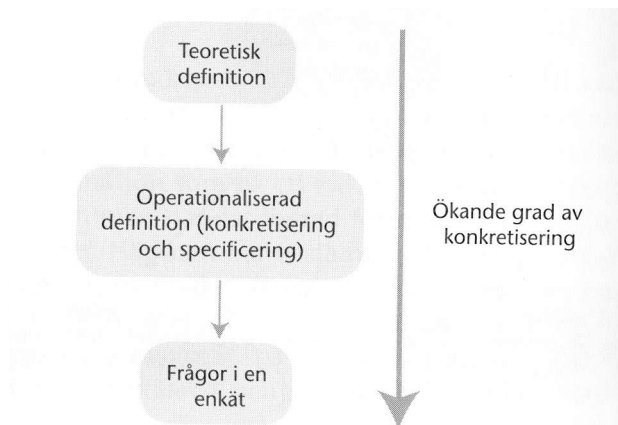 Teoretisk
definition
Operationaliserad
definition (konkretisering
och specificering)
Ökande grad av
konkretisering
Frågor i en
enkät